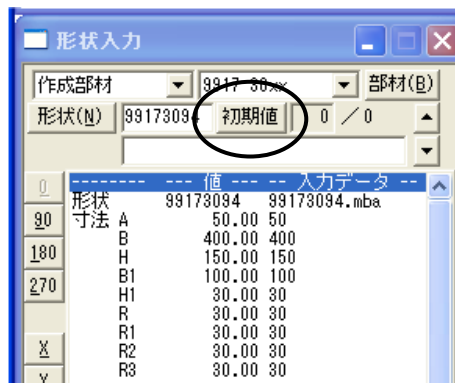 形状入力
作成部材 9917-30xx 部材(B)
形状(N) 99173094 初期値 0 ／ 0
-------- --- 値 --- -- 入力データ --
形状 99173094 99173094.mba
寸法 A 50.00 50
B 400.00 400
H 150.00 150
B1 100.00 100
H1 30.00 30
R 30.00 30
R1 30.00 30
R2 30.00 30
R3 30.00 30
0
90
180
270
X
Y